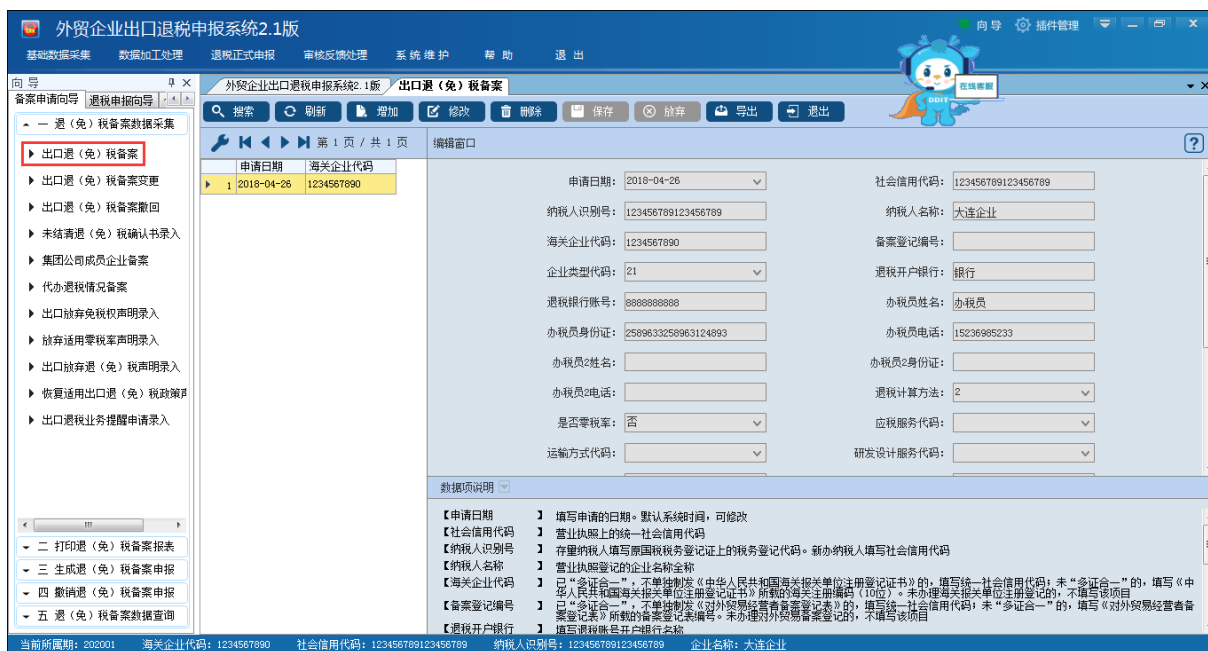 外贸企业出口退税申报系统2.1版
向导 插件管理
基础数据采集 数据加工处理 退税正式申报 审核反馈处理 系统维护 帮助 退出
向导
备案申请向导 退税申报向导
外贸企业出口退税申报系统2.1版 出口退（免）税备案
在线客服
DDIT
搜索 刷新 增加 修改 删除 保存 放弃 导出 退出
一 退（免）税备案数据采集
出口退（免）税备案
出口退（免）税备案变更
出口退（免）税备案撤回
未结清退（免）税确认书录入
集团公司成员企业备案
代办退税情况备案
出口放弃免税权声明录入
放弃适用零税率声明录入
出口放弃退（免）税声明录入
恢复适用出口退（免）税政策声
出口退税业务提醒申请录入
二 打印退（免）税备案报表
三 生成退（免）税备案申报
四 撤销退（免）税备案申报
五 退（免）税备案数据查询
第 1 页 / 共 1 页
申请日期 海关企业代码
1 2018-04-26 1234567890
编辑窗口
申请日期： 2018-04-26 社会信用代码： 123456789123456789
纳税人识别号： 123456789123456789 纳税人名称： 大连企业
海关企业代码： 1234567890 备案登记编号：
企业类型代码： 21 退税开户银行： 银行
退税银行账号： 8888888888 办税员姓名： 办税员
办税员身份证： 2589633258963124893 办税员电话： 15236985233
办税员2姓名： 办税员2身份证：
办税员2电话： 退税计算方法： 2
是否零税率： 否 应税服务代码：
运输方式代码： 研发设计服务代码：
数据项说明
【申请日期 】 填写申请的日期。默认系统时间，可修改
【社会信用代码 】 营业执照上的统一社会信用代码
【纳税人识别号 】 存量纳税人填写原国税税务登记证上的税务登记代码。新办纳税人填写社会信用代码
【纳税人名称 】 营业执照登记的企业名称全称
【海关企业代码 】 已“多证合一”，不单独制发《中华人民共和国海关报关单位注册登记证书》的，填写统一社会信用代码；未“多证合一”的，填写《中
华人民共和国海关报关单位注册登记证书》所载的海关注册编码（10位）。未办理海关报关单位注册登记的，不填写该项目
【备案登记编号 】 已“多证合一”，不单独制发《对外贸易经营者备案登记表》的，填写统一社会信用代码；未“多证合一”的，填写《对外贸易经营者备
案登记表》所载的备案登记表编号。未办理对外贸易备案登记的，不填写该项目
【退税开户银行 】 填写退税账号开户银行名称
当前所属期：202001 海关企业代码：1234567890 社会信用代码：123456789123456789 纳税人识别号：123456789123456789 企业名称：大连企业